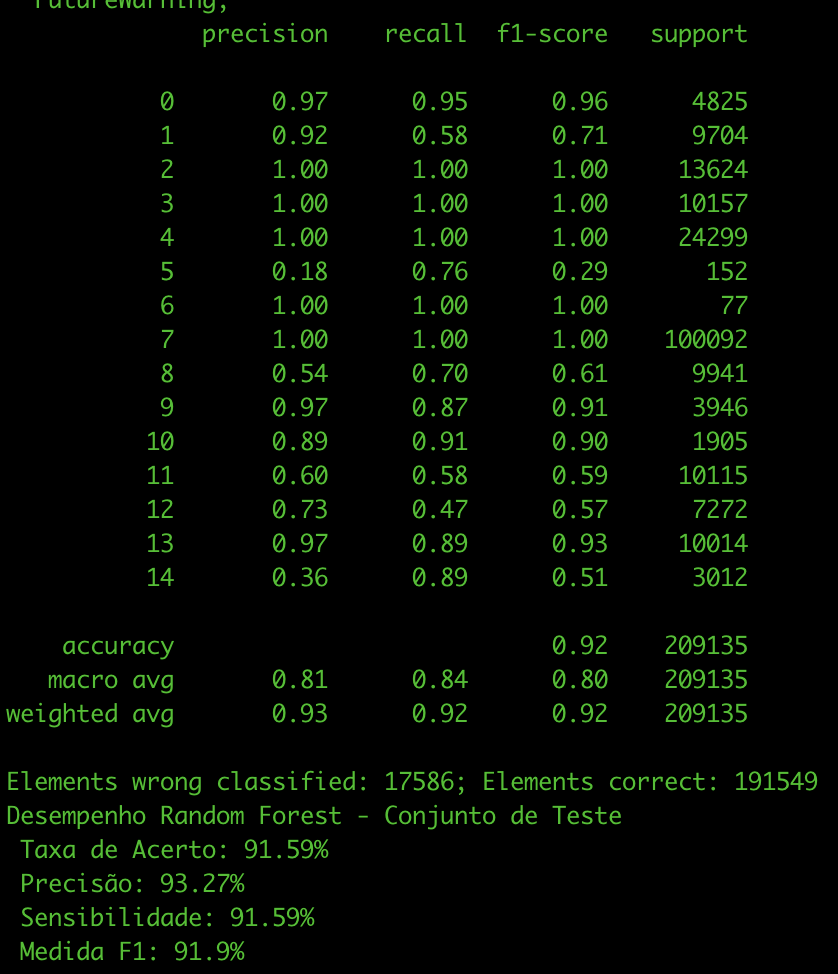 FutureWarning,
precision recall f1-score support
0 0.97 0.95 0.96 4825
1 0.92 0.58 0.71 9704
2 1.00 1.00 1.00 13624
3 1.00 1.00 1.00 10157
4 1.00 1.00 1.00 24299
5 0.18 0.76 0.29 152
6 1.00 1.00 1.00 77
7 1.00 1.00 1.00 100092
8 0.54 0.70 0.61 9941
9 0.97 0.87 0.91 3946
10 0.89 0.91 0.90 1905
11 0.60 0.58 0.59 10115
12 0.73 0.47 0.57 7272
13 0.97 0.89 0.93 10014
14 0.36 0.89 0.51 3012
accuracy 0.92 209135
macro avg 0.81 0.84 0.80 209135
weighted avg 0.93 0.92 0.92 209135
Elements wrong classified: 17586; Elements correct: 191549
Desempenho Random Forest - Conjunto de Teste
Taxa de Acerto: 91.59%
Precisão: 93.27%
Sensibilidade: 91.59%
Medida F1: 91.9%